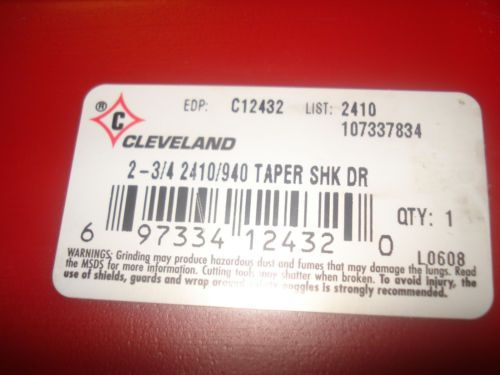 EDP: C12432 LIST: 2410
107337834
® C
CLEVELAND
2-3/4 2410/940 TAPER SHK DR
QTY: 1
6 97334 12432 0
L0608
WARNINGS: Grinding may produce hazardous dust and fumes that may damage the lungs. Read
the MSDS for more information. Cutting tools may shatter when broken. To avoid injury, the
use of shields, guards and wrap around safety goggles is strongly recommended.